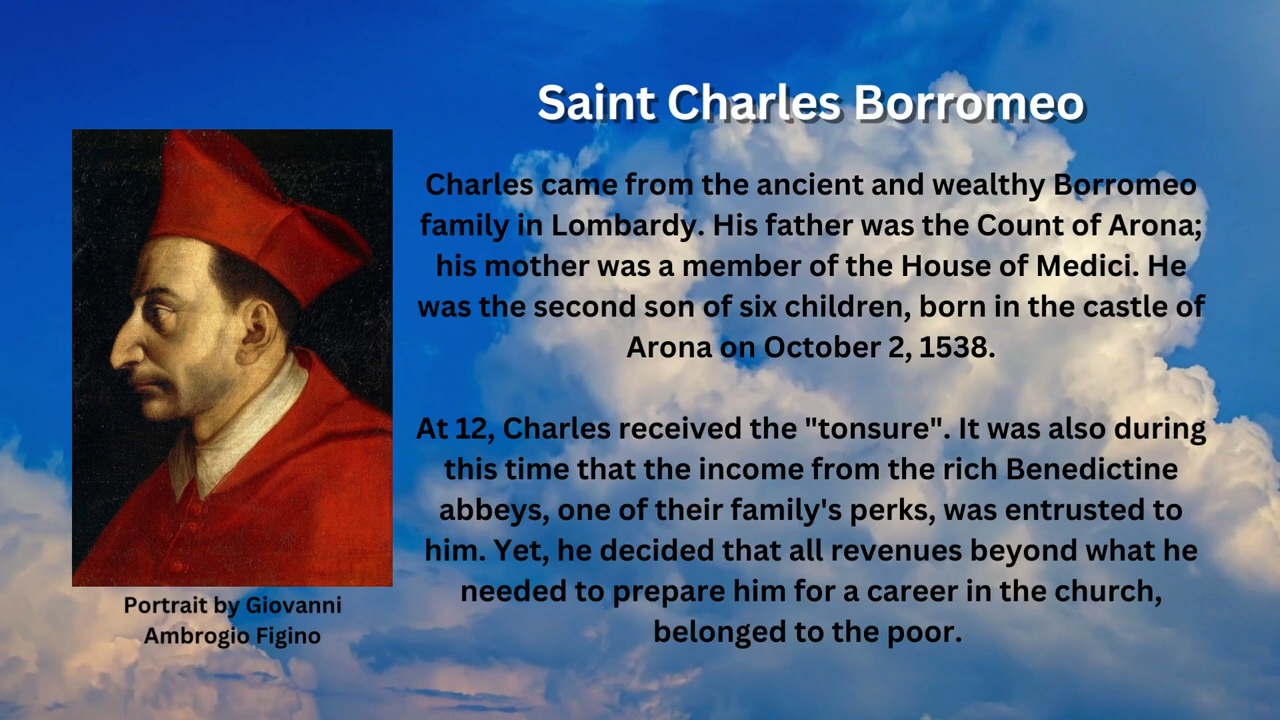 Saint Charles Borromeo
Charles came from the ancient and wealthy Borromeo
family in Lombardy. His father was the Count of Arona;
his mother was a member of the House of Medici. He
was the second son of six children, born in the castle of
Arona on October 2, 1538.
At 12, Charles received the "tonsure". It was also during
this time that the income from the rich Benedictine
abbeys, one of their family's perks, was entrusted to
him. Yet, he decided that all revenues beyond what he
needed to prepare him for a career in the church,
belonged to the poor.
Portrait by Giovanni
Ambrogio Figino